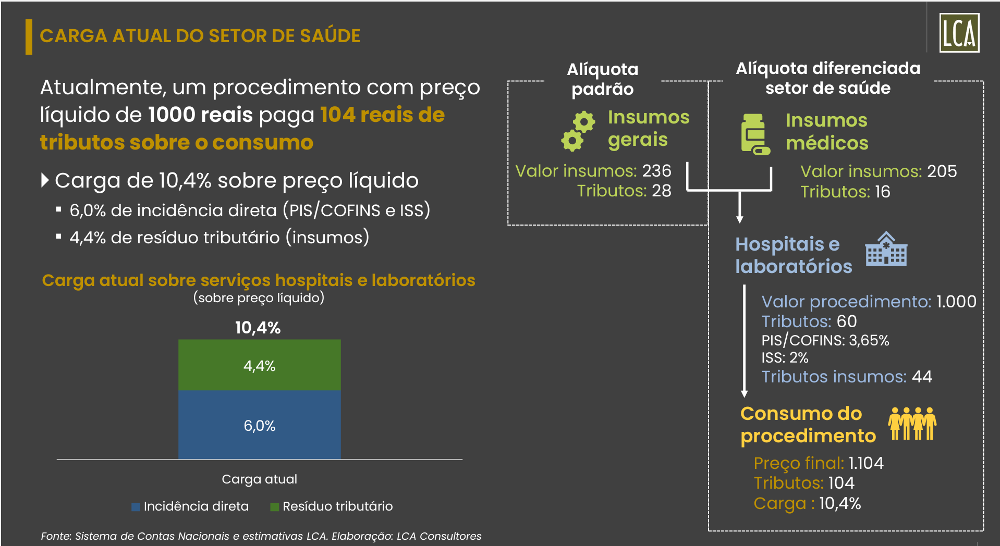 CARGA ATUAL DO SETOR DE SAÚDE
LCA
Atualmente, um procedimento com preço
líquido de 1000 reais paga 104 reais de
tributos sobre o consumo
Carga de 10,4% sobre preço líquido
6,0% de incidência direta (PIS/COFINS e ISS)
4,4% de resíduo tributário (insumos)
Carga atual sobre serviços hospitais e laboratórios
(sobre preço líquido)
10,4%
4,4%
6,0%
Carga atual
Incidência direta
Resíduo tributário
Fonte: Sistema de Contas Nacionais e estimativas LCA. Elaboração: LCA Consultores
Alíquota
padrão
Insumos
gerais
Valor insumos: 236
Tributos: 28
Alíquota diferenciada
setor de saúde
Insumos
médicos
Valor insumos: 205
Tributos: 16
Hospitais e
laboratórios
Valor procedimento: 1.000
Tributos: 60
PIS/COFINS: 3,65%
ISS: 2%
Tributos insumos: 44
Consumo do
procedimento
Preço final: 1.104
Tributos: 104
Carga : 10,4%